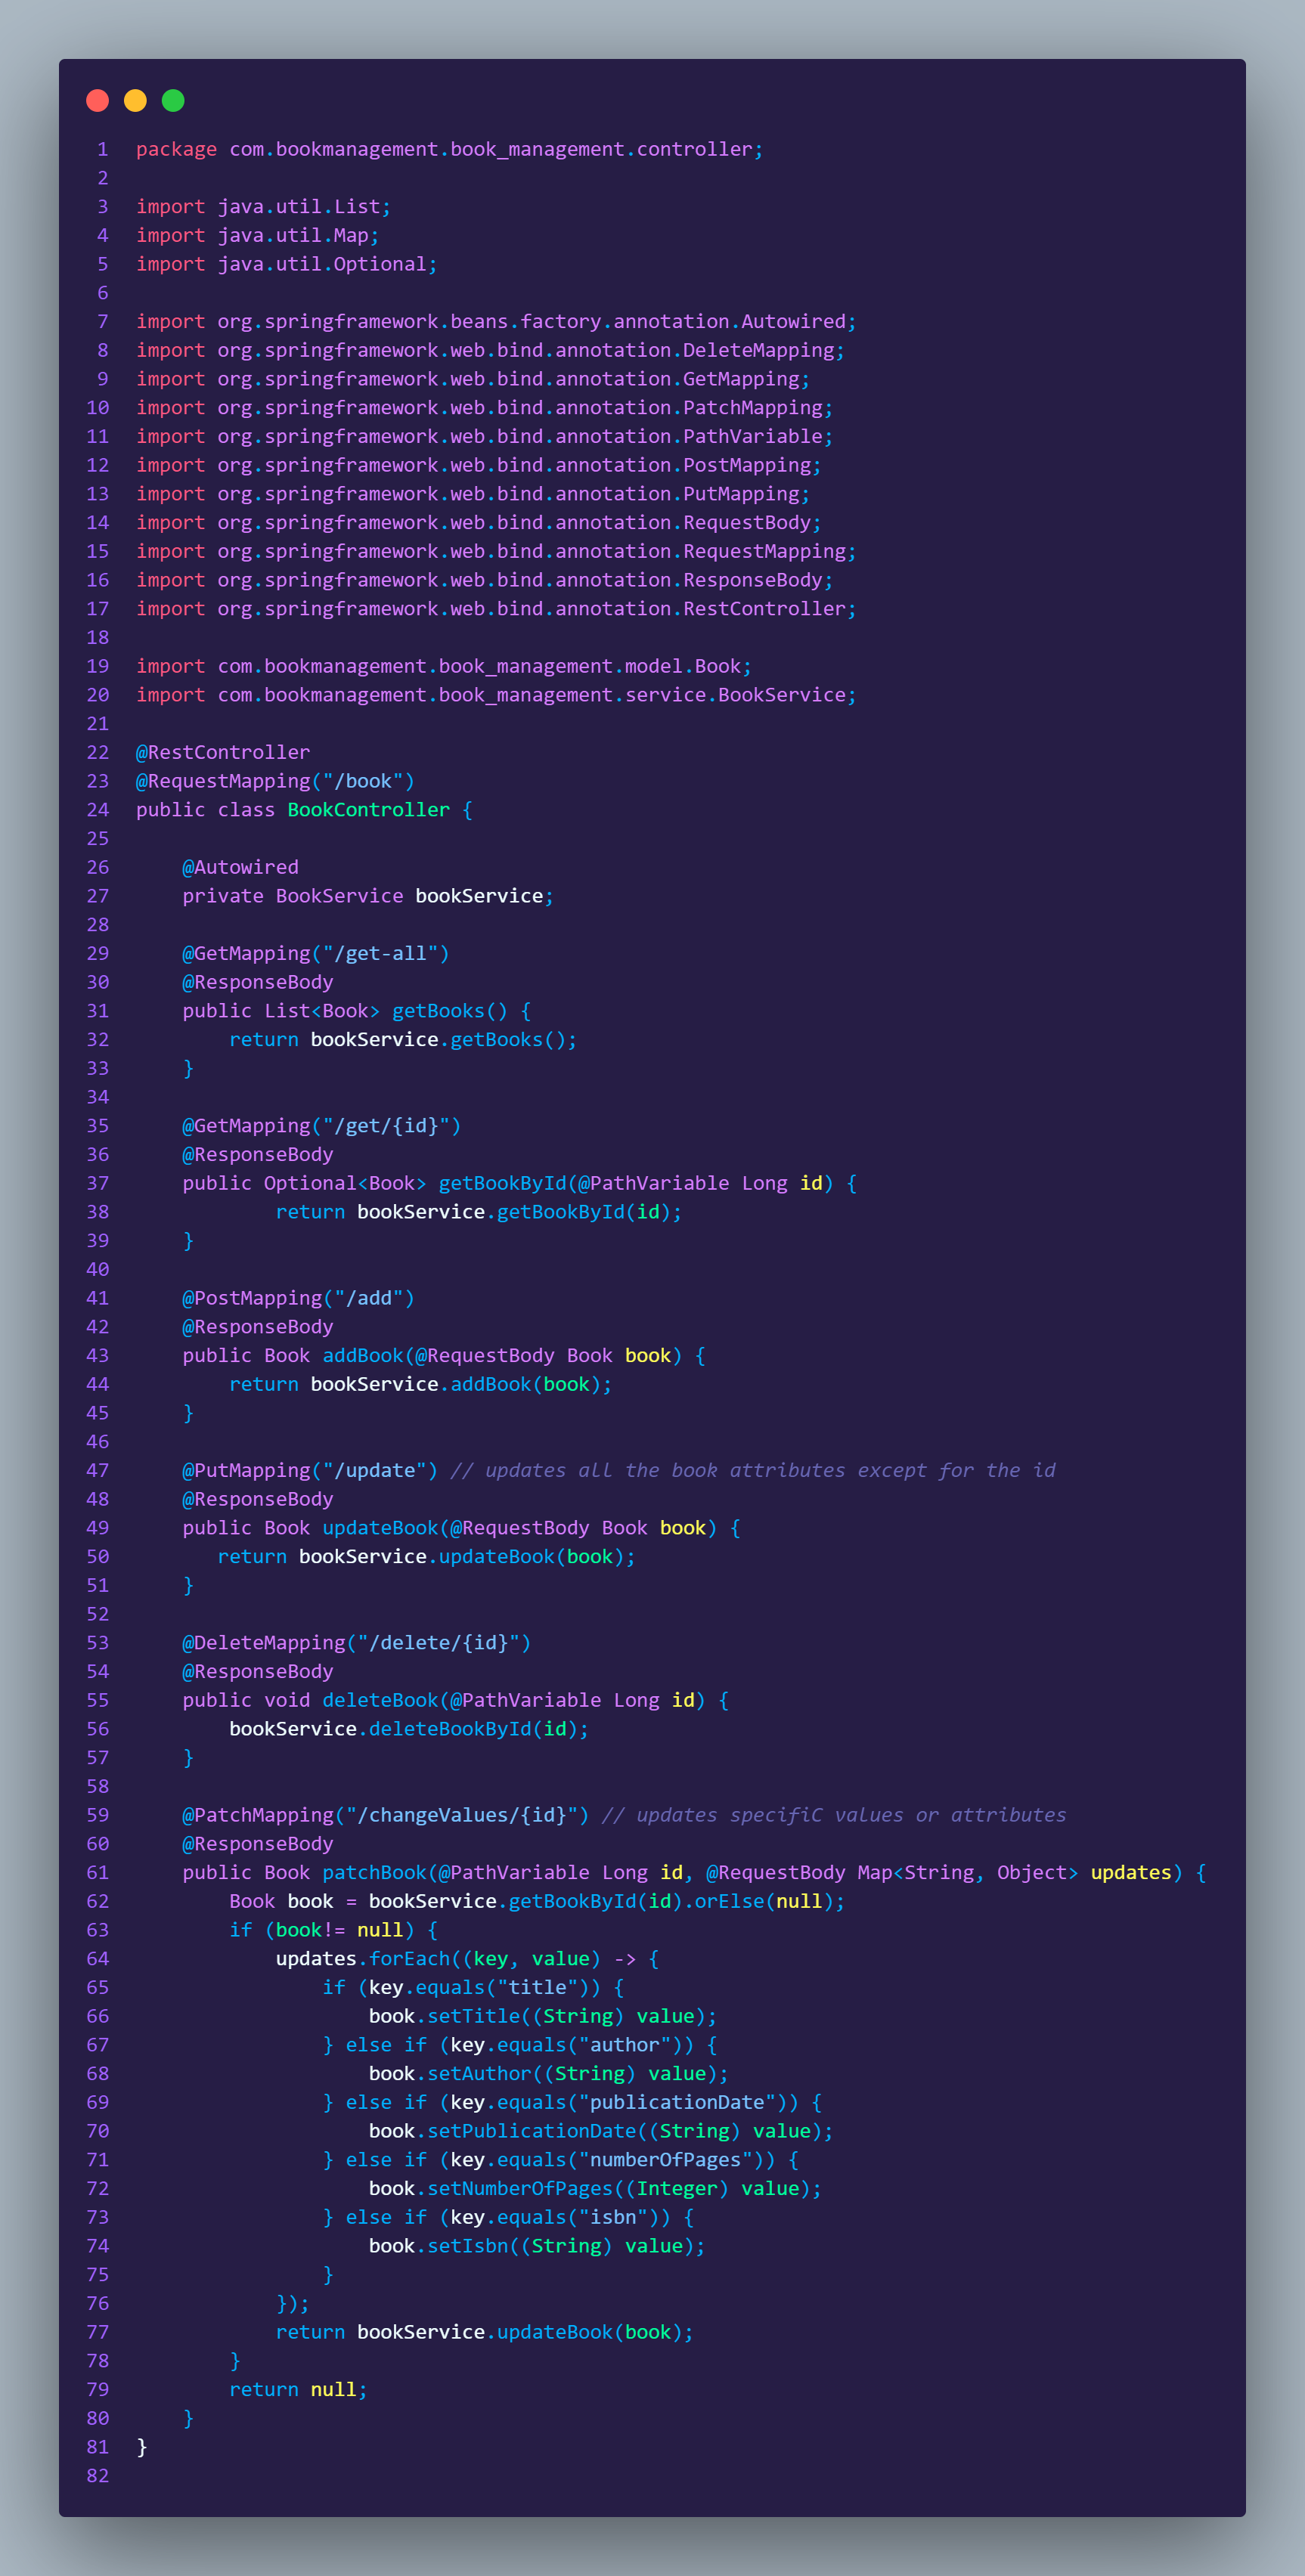 1 package com.bookmanagement.book_management.controller;
2
3 import java.util.List;
4 import java.util.Map;
5 import java.util.Optional;
6
7 import org.springframework.beans.factory.annotation.Autowired;
8 import org.springframework.web.bind.annotation.DeleteMapping;
9 import org.springframework.web.bind.annotation.GetMapping;
10 import org.springframework.web.bind.annotation.PatchMapping;
11 import org.springframework.web.bind.annotation.PathVariable;
12 import org.springframework.web.bind.annotation.PostMapping;
13 import org.springframework.web.bind.annotation.PutMapping;
14 import org.springframework.web.bind.annotation.RequestBody;
15 import org.springframework.web.bind.annotation.RequestMapping;
16 import org.springframework.web.bind.annotation.ResponseBody;
17 import org.springframework.web.bind.annotation.RestController;
18
19 import com.bookmanagement.book_management.model.Book;
20 import com.bookmanagement.book_management.service.BookService;
21
22 @RestController
23 @RequestMapping("/book")
24 public class BookController {
25
26     @Autowired
27     private BookService bookService;
28
29     @GetMapping("/get-all")
30     @ResponseBody
31     public List<Book> getBooks() {
32         return bookService.getBooks();
33     }
34
35     @GetMapping("/get/{id}")
36     @ResponseBody
37     public Optional<Book> getBookById(@PathVariable Long id) {
38             return bookService.getBookById(id);
39     }
40
41     @PostMapping("/add")
42     @ResponseBody
43     public Book addBook(@RequestBody Book book) {
44         return bookService.addBook(book);
45     }
46
47     @PutMapping("/update") // updates all the book attributes except for the id
48     @ResponseBody
49     public Book updateBook(@RequestBody Book book) {
50        return bookService.updateBook(book);
51     }
52
53     @DeleteMapping("/delete/{id}")
54     @ResponseBody
55     public void deleteBook(@PathVariable Long id) {
56         bookService.deleteBookById(id);
57     }
58
59     @PatchMapping("/changeValues/{id}") // updates specifiC values or attributes
60     @ResponseBody
61     public Book patchBook(@PathVariable Long id, @RequestBody Map<String, Object> updates) {
62         Book book = bookService.getBookById(id).orElse(null);
63         if (book!= null) {
64             updates.forEach((key, value) -> {
65                 if (key.equals("title")) {
66                     book.setTitle((String) value);
67                 } else if (key.equals("author")) {
68                     book.setAuthor((String) value);
69                 } else if (key.equals("publicationDate")) {
70                     book.setPublicationDate((String) value);
71                 } else if (key.equals("numberOfPages")) {
72                     book.setNumberOfPages((Integer) value);
73                 } else if (key.equals("isbn")) {
74                     book.setIsbn((String) value);
75                 }
76             });
77             return bookService.updateBook(book);
78         }
79         return null;
80     }
81 }
82